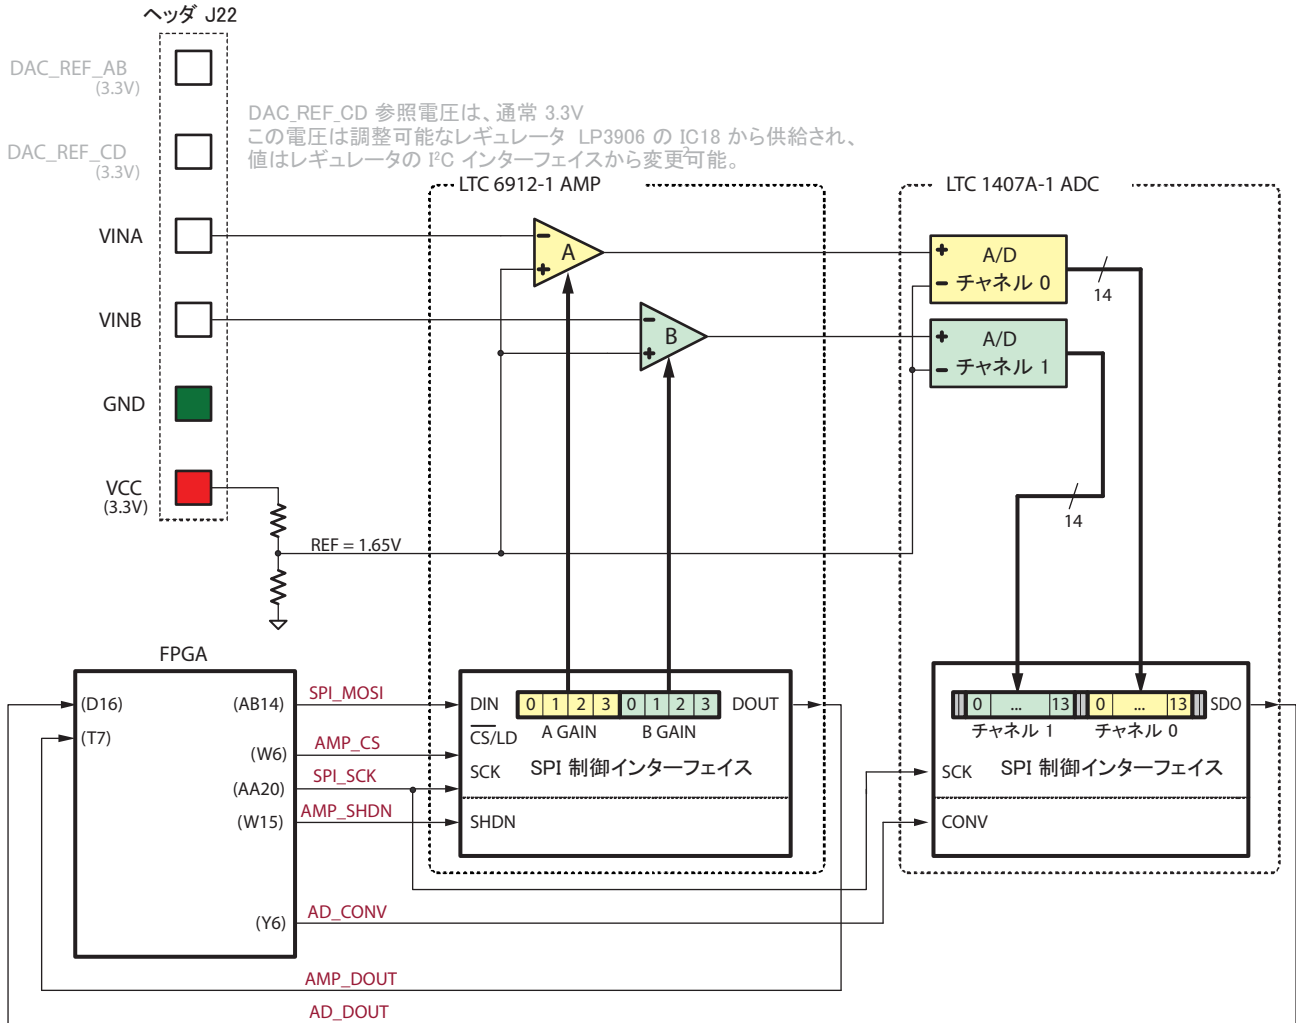 ヘッダ J22
DAC_REF_AB
(3.3V)
DAC_REF_CD
(3.3V)
DAC_REF_CD 参照電圧は、通常 3.3V
この電圧は調整可能なレギュレータ LP3906 の IC18 から供給され、
値はレギュレータの I²C インターフェイスから変更可能。
2
LTC 6912-1 AMP
LTC 1407A-1 ADC
VINA
VINB
GND
VCC
(3.3V)
A
B
A/D
チャネル 0
A/D
チャネル 1
14
14
REF = 1.65V
FPGA
(D16)
(T7)
(AB14)
(W6)
(AA20)
(W15)
(Y6)
SPI_MOSI
AMP_CS
SPI_SCK
AMP_SHDN
AD_CONV
AMP_DOUT
AD_DOUT
DIN
0 1 2 3 0 1 2 3
DOUT
CS/LD
A GAIN
B GAIN
SCK
SPI 制御インターフェイス
SHDN
0 ... 13 0 ... 13
SDO
チャネル 1
チャネル 0
SCK
SPI 制御インターフェイス
CONV